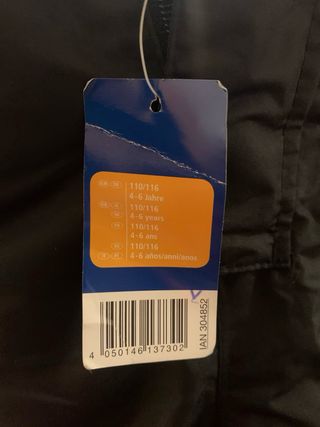 110/116
4-6 Jahre
110/116
4-6 years
110/116
4-6 ans
110/116
4-6 años/anni/anos
4 050146 137302
IAN 304852